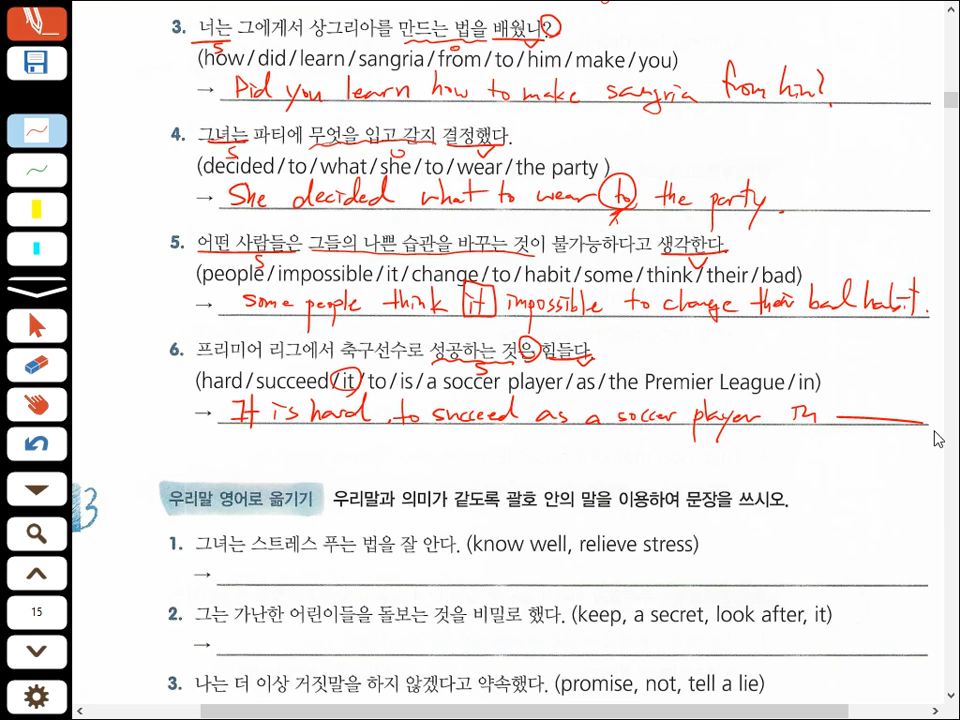 3. 너는 그에게서 상그리아를 만드는 법을 배웠니?
S O V
(how/did/learn/sangria/from/to/him/make/you)
→ Did you learn how to make sangria from him?
4. 그녀는 파티에 무엇을 입고 갈지 결정했다.
S O V
(decided/to/what/she/to/wear/the party)
→ She decided what to wear to the party.
5. 어떤 사람들은 그들의 나쁜 습관을 바꾸는 것이 불가능하다고 생각한다.
S V
(people/impossible/it/change/to/habit/some/think/their/bad)
→ Some people think it impossible to change their bad habit.
6. 프리미어 리그에서 축구선수로 성공하는 것은 힘들다.
S V
(hard/succeed/it/to/is/a soccer player/as/the Premier League/in)
→ It is hard to succeed as a soccer player in
3 우리말 영어로 옮기기 우리말과 의미가 같도록 괄호 안의 말을 이용하여 문장을 쓰시오.
1. 그녀는 스트레스 푸는 법을 잘 안다. (know well, relieve stress)
→
15
2. 그는 가난한 어린이들을 돌보는 것을 비밀로 했다. (keep, a secret, look after, it)
→
3. 나는 더 이상 거짓말을 하지 않겠다고 약속했다. (promise, not, tell a lie)